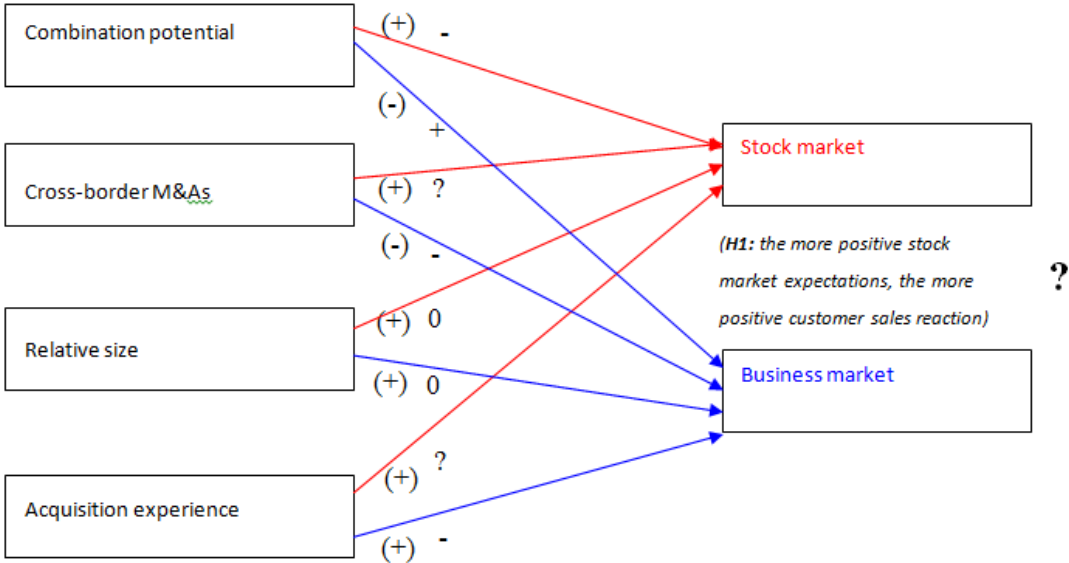 Combination potential
(+) -
(-)
+
Stock market
Cross-border M&As
(+) ?
(-) -
(H1: the more positive stock
market expectations, the more
positive customer sales reaction)
?
Relative size
(+) 0
(+) 0
Business market
Acquisition experience
(+) ?
(+) -